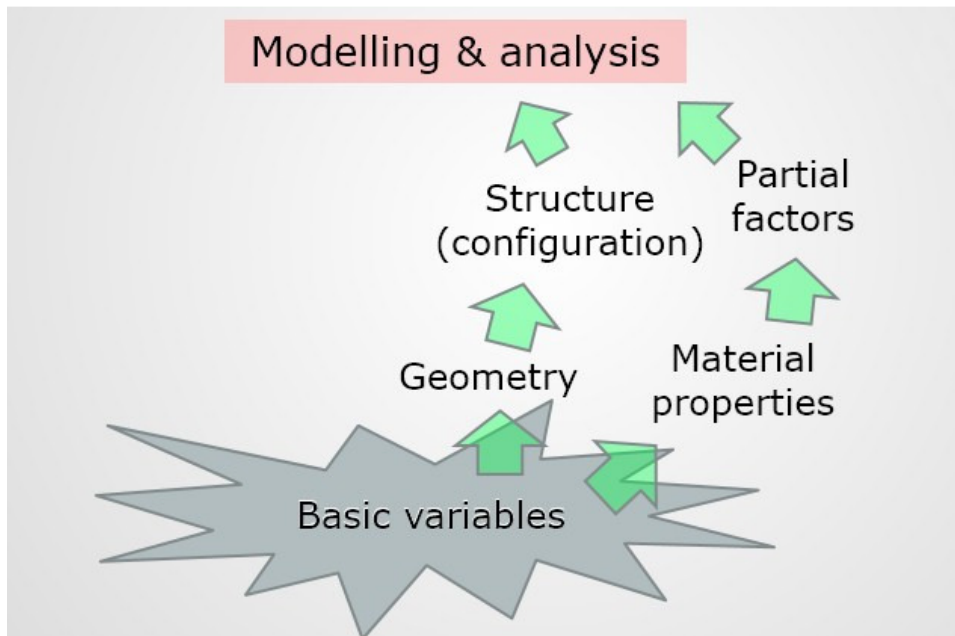 Modelling & analysis
Structure
(configuration)
Partial
factors
Geometry
Material
properties
Basic variables